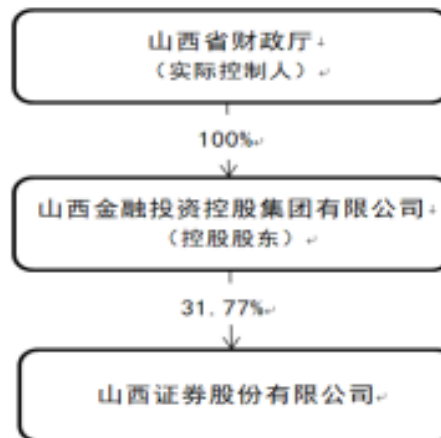 山西省财政厅
（实际控制人）
100%
山西金融投资控股集团有限公司
（控股股东）
31.77%
山西证券股份有限公司